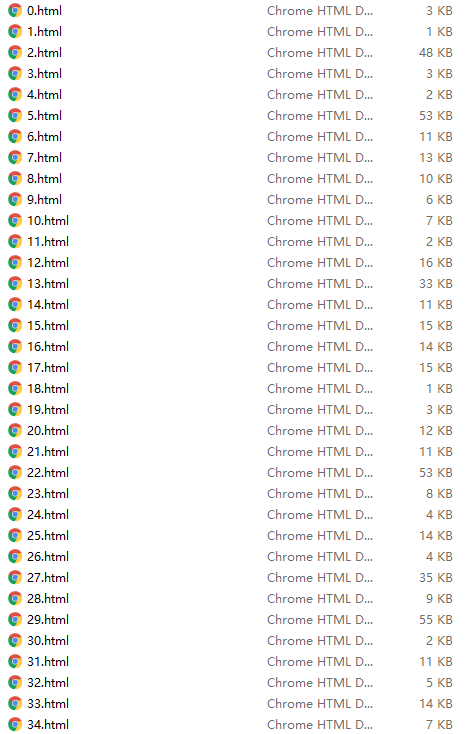 0.html Chrome HTML D... 3 KB
1.html Chrome HTML D... 1 KB
2.html Chrome HTML D... 48 KB
3.html Chrome HTML D... 3 KB
4.html Chrome HTML D... 2 KB
5.html Chrome HTML D... 53 KB
6.html Chrome HTML D... 11 KB
7.html Chrome HTML D... 13 KB
8.html Chrome HTML D... 10 KB
9.html Chrome HTML D... 6 KB
10.html Chrome HTML D... 7 KB
11.html Chrome HTML D... 2 KB
12.html Chrome HTML D... 16 KB
13.html Chrome HTML D... 33 KB
14.html Chrome HTML D... 11 KB
15.html Chrome HTML D... 15 KB
16.html Chrome HTML D... 14 KB
17.html Chrome HTML D... 15 KB
18.html Chrome HTML D... 1 KB
19.html Chrome HTML D... 3 KB
20.html Chrome HTML D... 12 KB
21.html Chrome HTML D... 11 KB
22.html Chrome HTML D... 53 KB
23.html Chrome HTML D... 8 KB
24.html Chrome HTML D... 4 KB
25.html Chrome HTML D... 14 KB
26.html Chrome HTML D... 4 KB
27.html Chrome HTML D... 35 KB
28.html Chrome HTML D... 9 KB
29.html Chrome HTML D... 55 KB
30.html Chrome HTML D... 2 KB
31.html Chrome HTML D... 11 KB
32.html Chrome HTML D... 5 KB
33.html Chrome HTML D... 14 KB
34.html Chrome HTML D... 7 KB